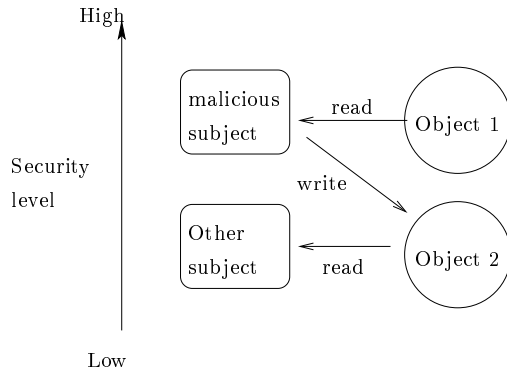 High
malicious
subject
read
Object 1
Security
level
write
Other
subject
read
Object 2
Low